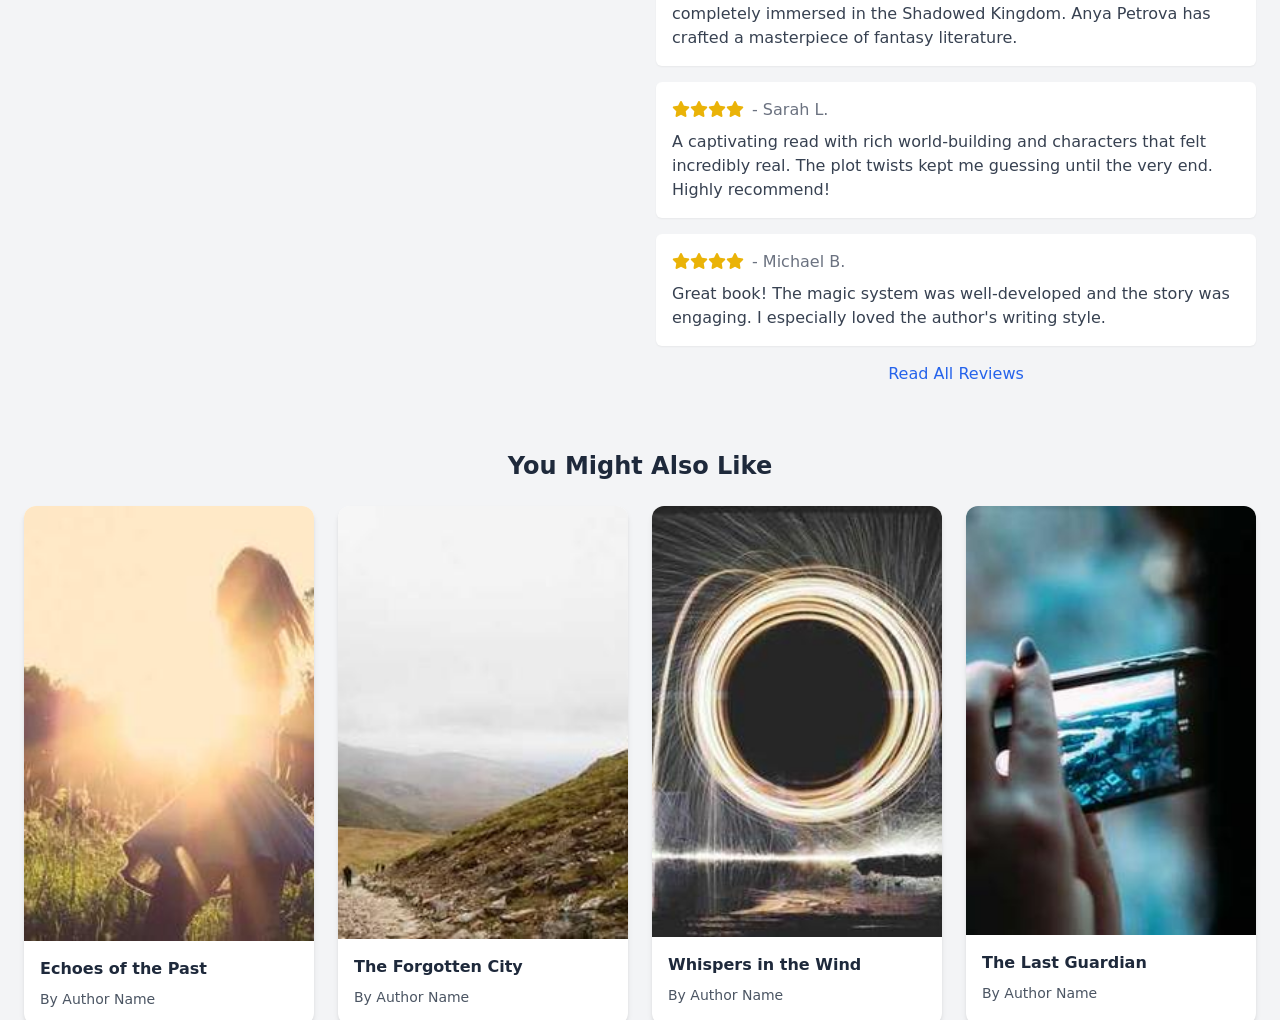 completely immersed in the Shadowed Kingdom. Anya Petrova has
crafted a masterpiece of fantasy literature.
- Sarah L.
A captivating read with rich world-building and characters that felt
incredibly real. The plot twists kept me guessing until the very end.
Highly recommend!
- Michael B.
Great book! The magic system was well-developed and the story was
engaging. I especially loved the author's writing style.
Read All Reviews
You Might Also Like
Echoes of the Past
By Author Name
The Forgotten City
By Author Name
Whispers in the Wind
By Author Name
The Last Guardian
By Author Name